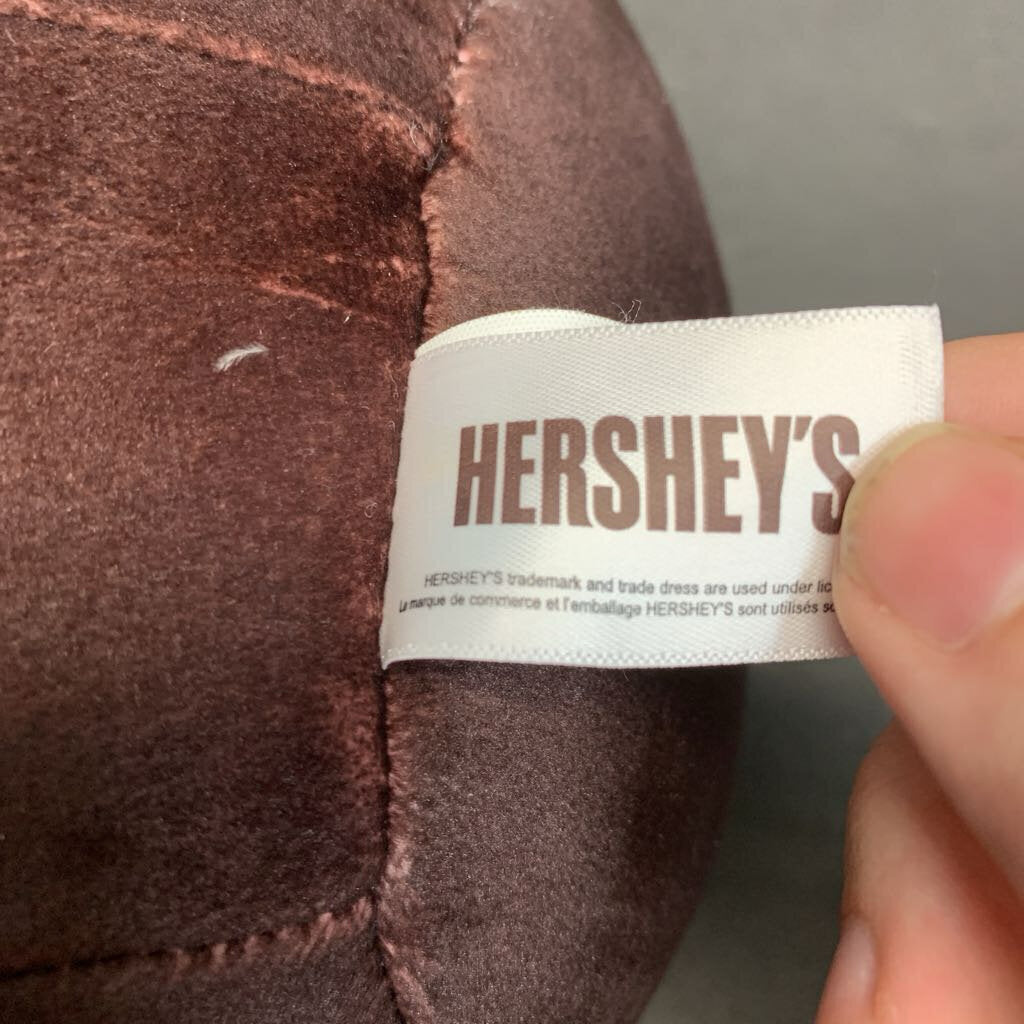 HERSHEY'S
HERSHEY'S trademark and trade dress are used under
La marque de commerce et l'emballage HERSHEY'S sont utilisés